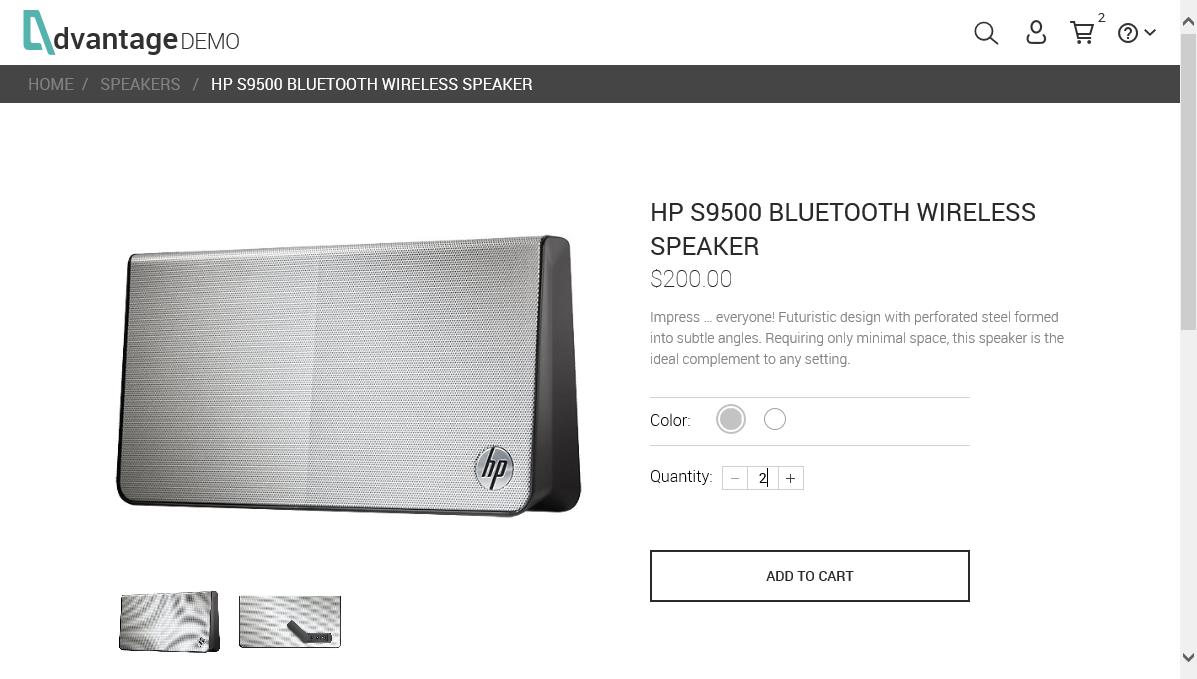 dvantage DEMO
2
HOME / SPEAKERS / HP S9500 BLUETOOTH WIRELESS SPEAKER
HP S9500 BLUETOOTH WIRELESS
SPEAKER
$200.00
Impress … everyone! Futuristic design with perforated steel formed
into subtle angles. Requiring only minimal space, this speaker is the
ideal complement to any setting.
Color:
Quantity: − 2 +
hp
ADD TO CART